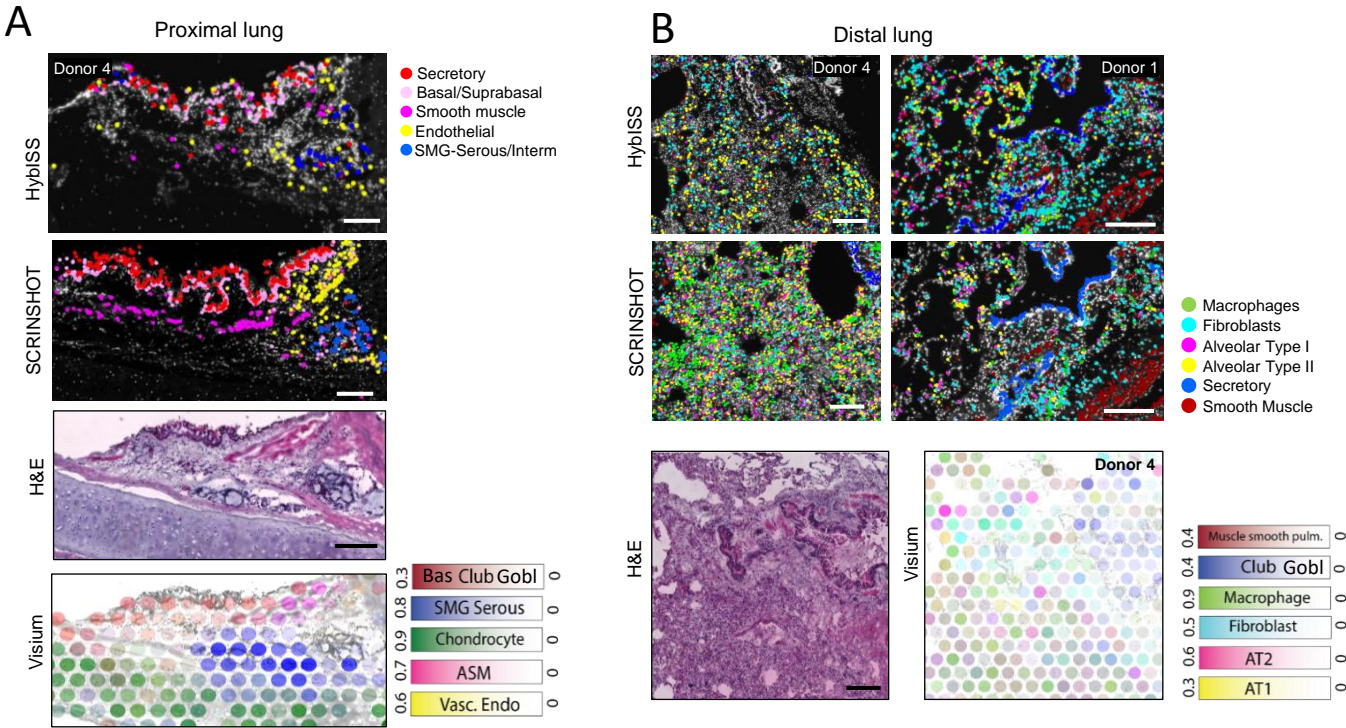 A
Proximal lung
Donor 4
HybISS
Secretory
Basal/Suprabasal
Smooth muscle
Endothelial
SMG-Serous/Interm
SCRINSHOT
H&E
Visium
0.3 Bas Club Gobl 0
0.8 SMG Serous 0
0.9 Chondrocyte 0
0.7 ASM 0
0.6 Vasc. Endo 0
B
Distal lung
Donor 4
Donor 1
HybISS
SCRINSHOT
Macrophages
Fibroblasts
Alveolar Type I
Alveolar Type II
Secretory
Smooth Muscle
H&E
Visium
Donor 4
0.4 Muscle smooth pulm. 0
0.4 Club Gobl 0
0.9 Macrophage 0
0.5 Fibroblast 0
0.6 AT2 0
0.3 AT1 0